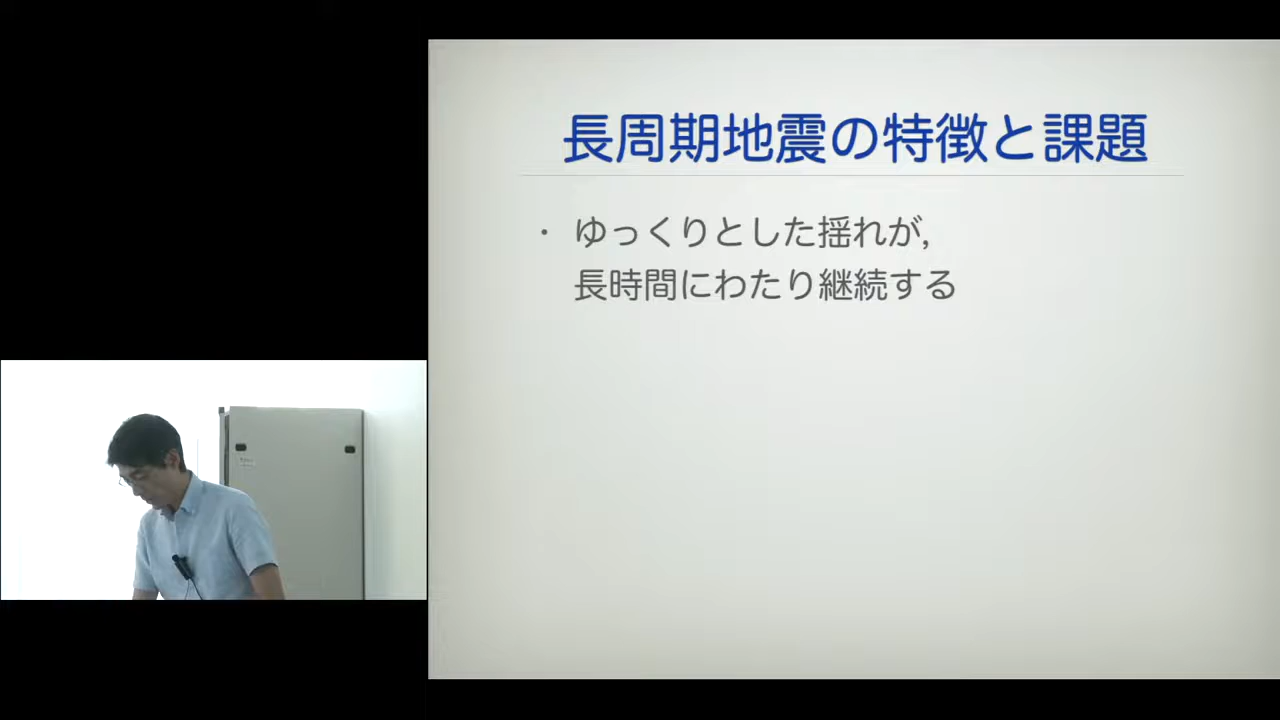 長周期地震の特徴と課題
・ ゆっくりとした揺れが,
長時間にわたり継続する